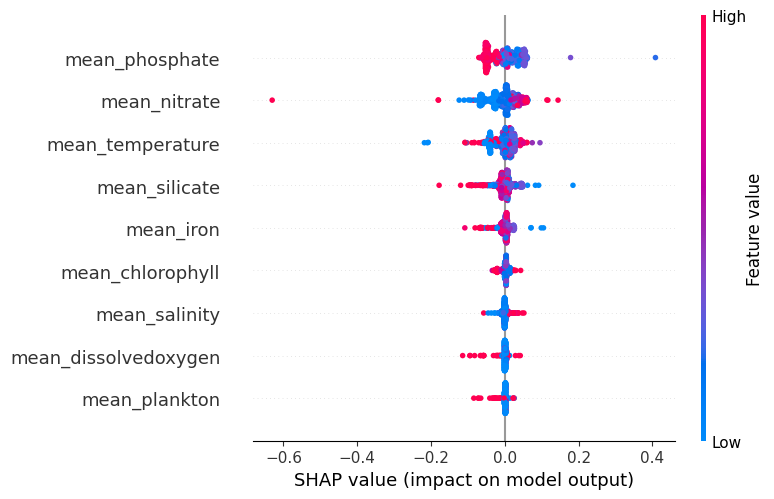 High
mean_phosphate
mean_nitrate
mean_temperature
mean_silicate
mean_iron
mean_chlorophyll
mean_salinity
mean_dissolvedoxygen
mean_plankton
Feature value
Low
−0.6 −0.4 −0.2 0.0 0.2 0.4
SHAP value (impact on model output)